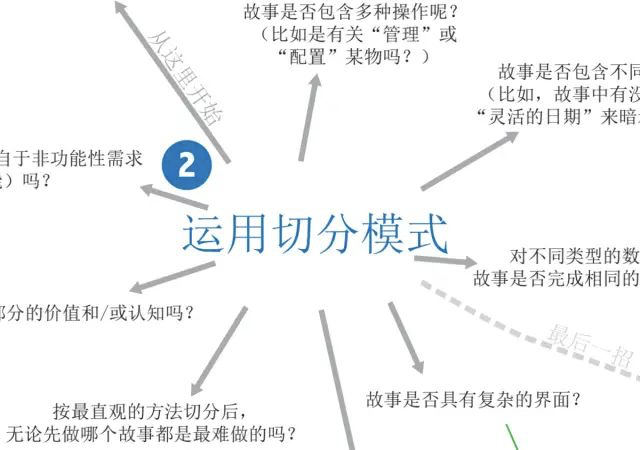 故事是否包含多种操作呢?
(比如是有关“管理”或
“配置”某物吗?)
从这里开始
故事是否包含不同
(比如，故事中有没
“灵活的日期”来暗
2
自于非功能性需求
)吗?
运用切分模式
对不同类型的数
故事是否完成相同的
部分的价值和/或认知吗?
最后一招
故事是否具有复杂的界面?
按最直观的方法切分后，
无论先做哪个故事都是最难做的吗?